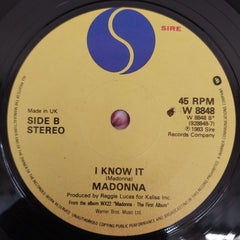 SIRE
Made in UK
SIDE B
STEREO
45 RPM
W 8848
W 8848 B
(928848-7)
℗ 1983 Sire
Records Company
I KNOW IT
(Madonna)
MADONNA
Produced by Reggie Lucas for Kalisa Inc.
From the album WX22 "Madonna - The First Album"
Warner Bros. Music Ltd.